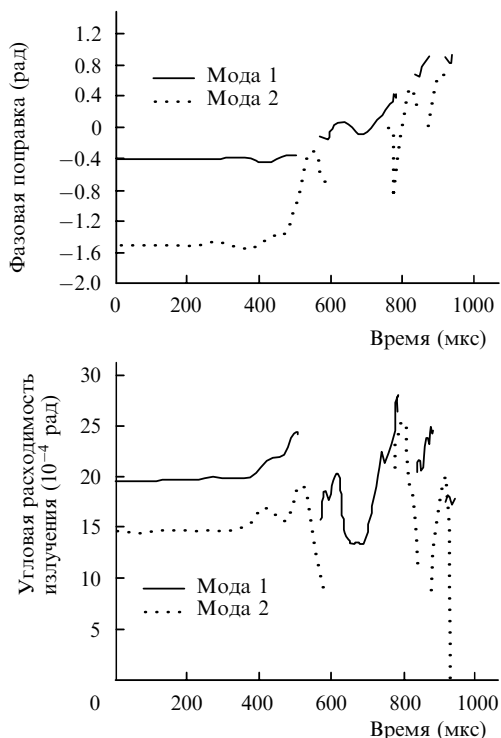 Фазовая поправка (рад)
1.2
0.8
0.4
0
−0.4
−0.8
−1.2
−1.6
−2.0
Мода 1
Мода 2
0 200 400 600 800 1000
Время (мкс)
Угловая расходимость
излучения (10⁻⁴ рад)
30
25
20
15
10
5
Мода 1
Мода 2
0 200 400 600 800 1000
Время (мкс)